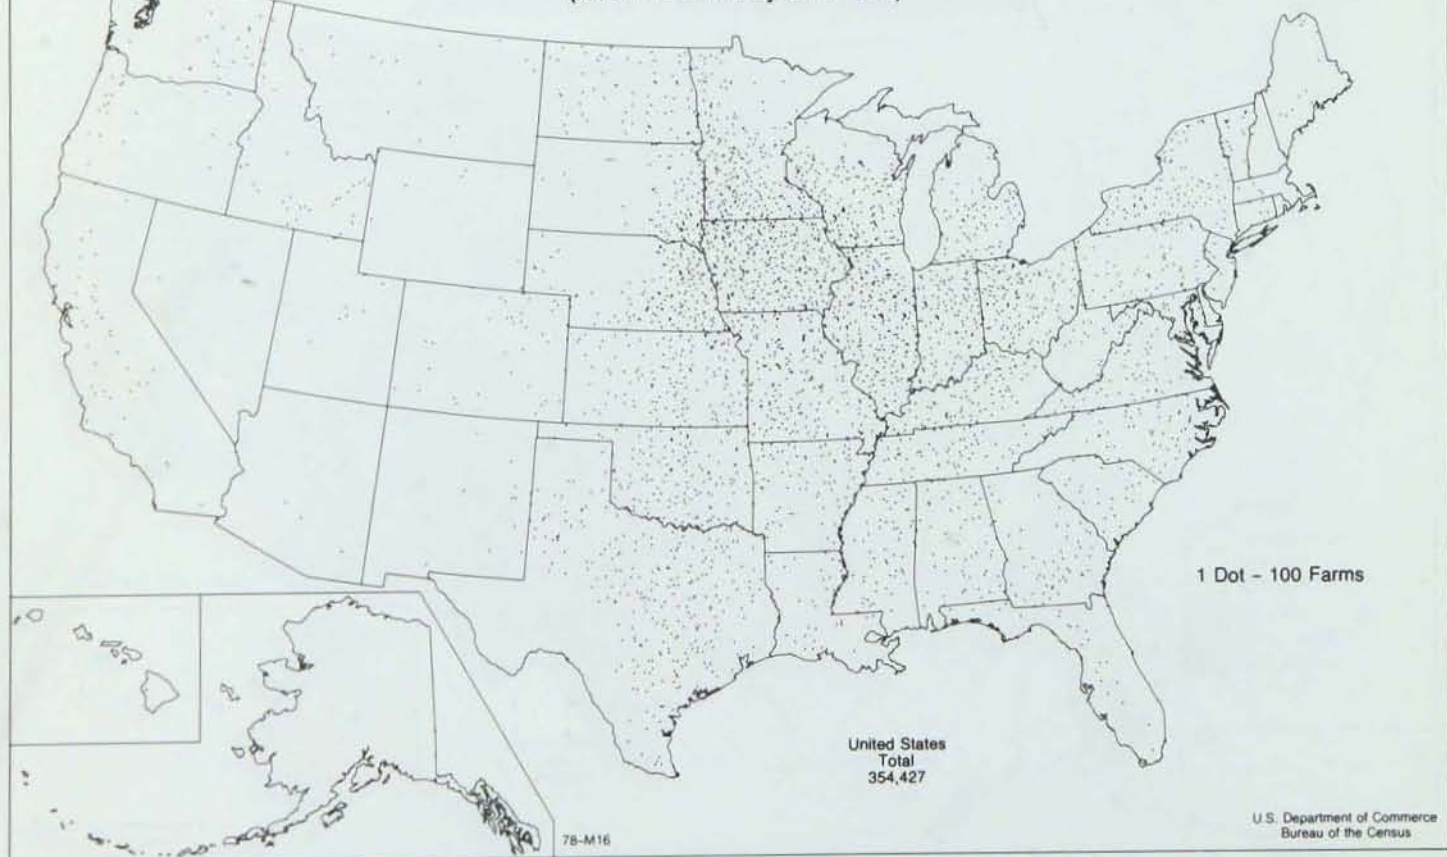 1 Dot - 100 Farms
United States
Total
354,427
78-M16
U.S. Department of Commerce
Bureau of the Census